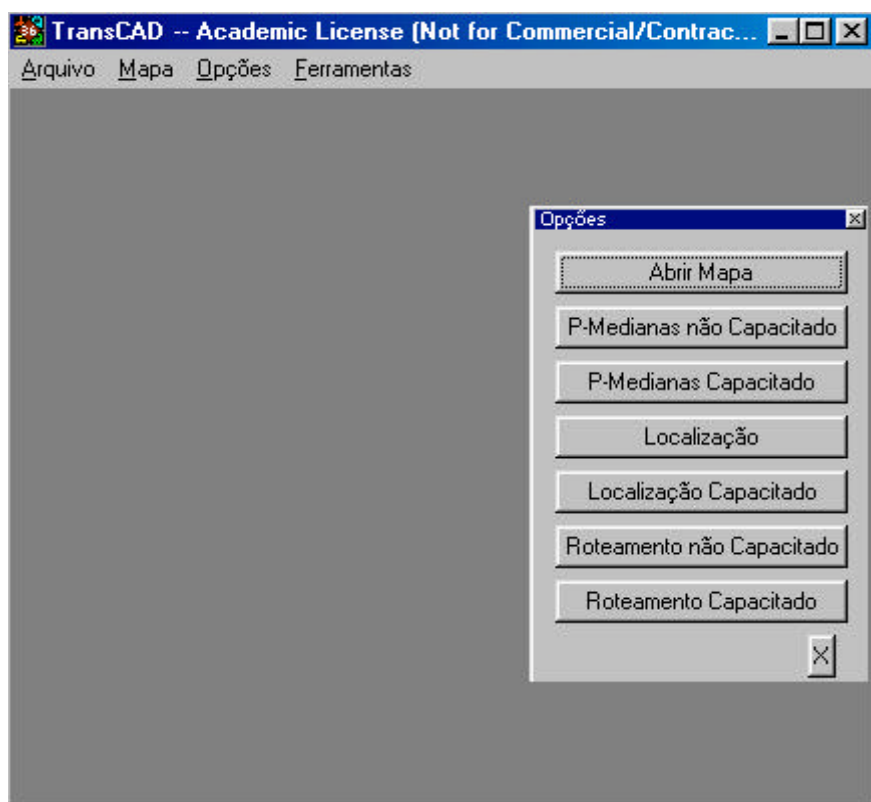 TransCAD -- Academic License (Not for Commercial/Contrac...
Arquivo Mapa Opções Ferramentas
Opções
Abrir Mapa
P-Medianas não Capacitado
P-Medianas Capacitado
Localização
Localização Capacitado
Roteamento não Capacitado
Roteamento Capacitado
X